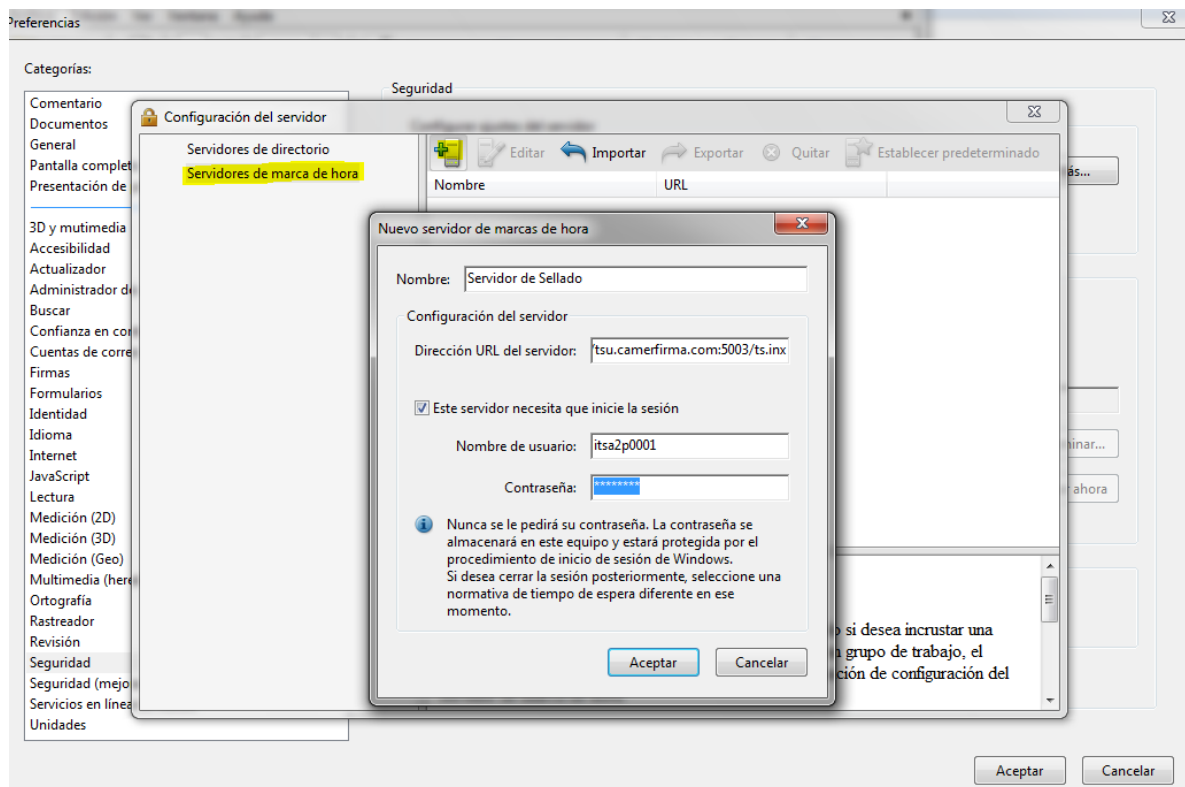 Preferencias
Categorías:
Comentario
Documentos
General
Pantalla complet
Presentación de
3D y mutimedia
Accesibilidad
Actualizador
Administrador de
Buscar
Confianza en con
Cuentas de corre
Firmas
Formularios
Identidad
Idioma
Internet
JavaScript
Lectura
Medición (2D)
Medición (3D)
Medición (Geo)
Multimedia (here
Ortografía
Rastreador
Revisión
Seguridad
Seguridad (mejo
Servicios en línea
Unidades
Seguridad
Configuración del servidor
Servidores de directorio
Servidores de marca de hora
Editar Importar Exportar Quitar Establecer predeterminado
Nombre URL
Nuevo servidor de marcas de hora
Nombre: Servidor de Sellado
Configuración del servidor
Dirección URL del servidor: /tsu.camerfirma.com:5003/ts.inx
Este servidor necesita que inicie la sesión
Nombre de usuario: itsa2p0001
Contraseña: ********
Nunca se le pedirá su contraseña. La contraseña se
almacenará en este equipo y estará protegida por el
procedimiento de inicio de sesión de Windows.
Si desea cerrar la sesión posteriormente, seleccione una
normativa de tiempo de espera diferente en ese
momento.
Aceptar Cancelar
ás...
inar...
ahora
si desea incrustar una
grupo de trabajo, el
ción de configuración del
Aceptar Cancelar